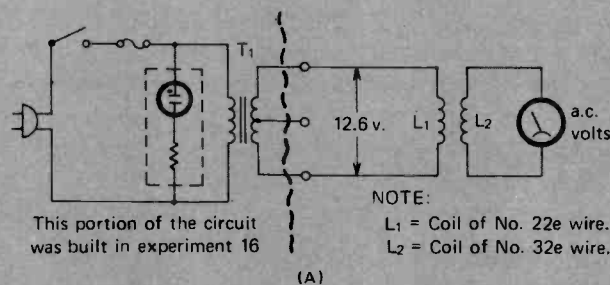 T1
12.6 v.
L1
L2
a.c.
volts
This portion of the circuit
was built in experiment 16
NOTE:
L1 = Coil of No. 22e wire.
L2 = Coil of No. 32e wire.
(A)